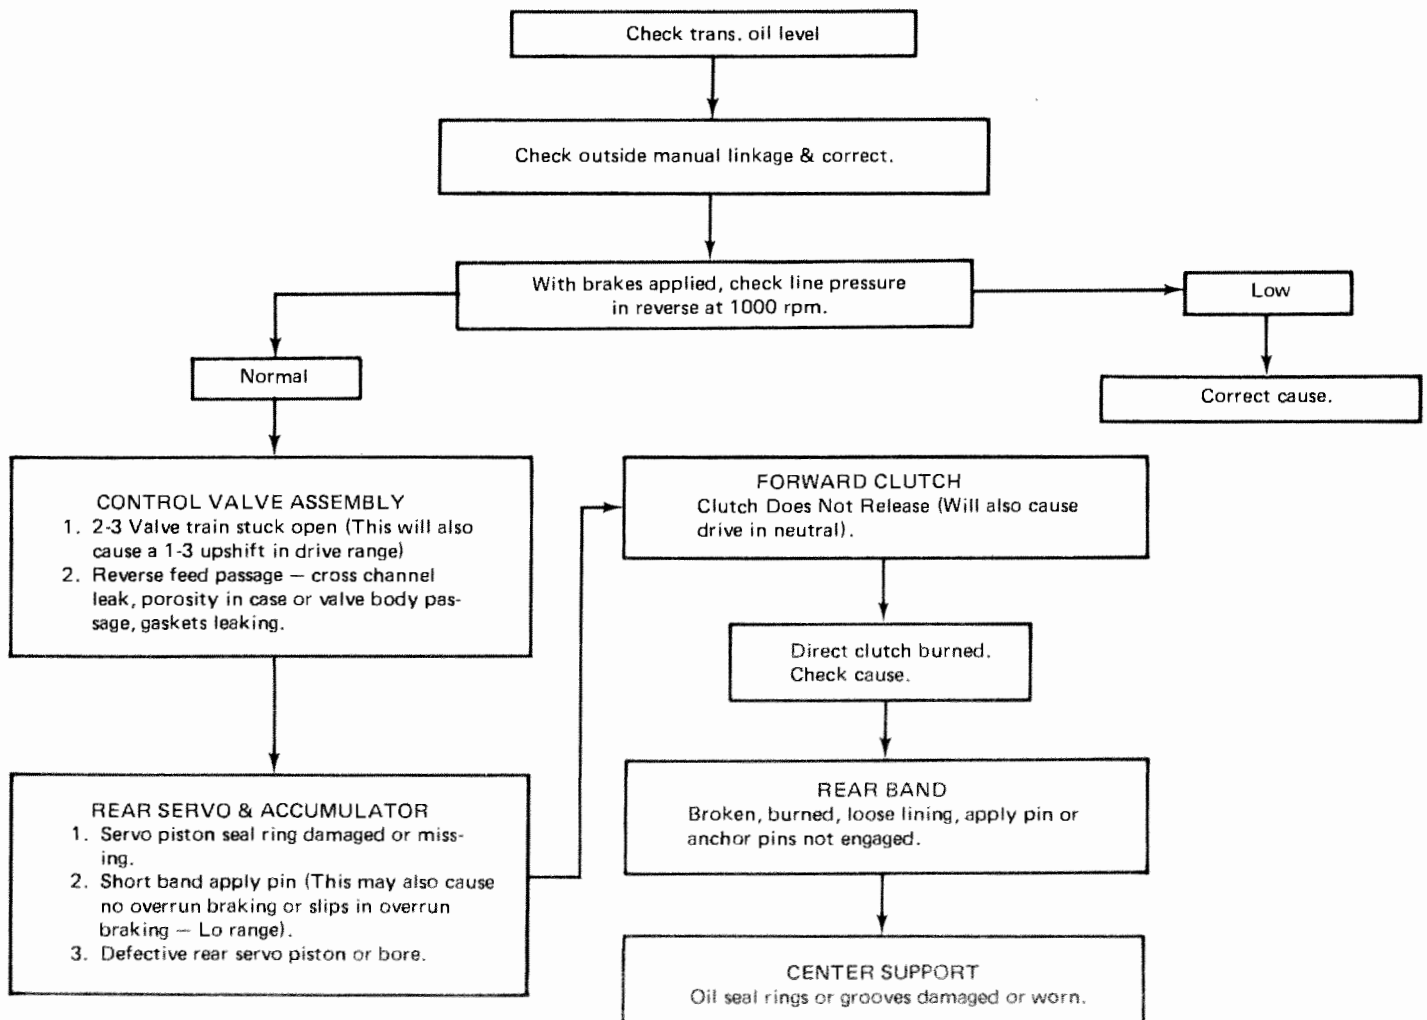 Check trans. oil level
Check outside manual linkage & correct.
With brakes applied, check line pressure
in reverse at 1000 rpm.
Low
Correct cause.
Normal
CONTROL VALVE ASSEMBLY
1. 2-3 Valve train stuck open (This will also
cause a 1-3 upshift in drive range)
2. Reverse feed passage — cross channel
leak, porosity in case or valve body pas-
sage, gaskets leaking.
REAR SERVO & ACCUMULATOR
1. Servo piston seal ring damaged or miss-
ing.
2. Short band apply pin (This may also cause
no overrun braking or slips in overrun
braking — Lo range).
3. Defective rear servo piston or bore.
FORWARD CLUTCH
Clutch Does Not Release (Will also cause
drive in neutral).
Direct clutch burned.
Check cause.
REAR BAND
Broken, burned, loose lining, apply pin or
anchor pins not engaged.
CENTER SUPPORT
Oil seal rings or grooves damaged or worn.